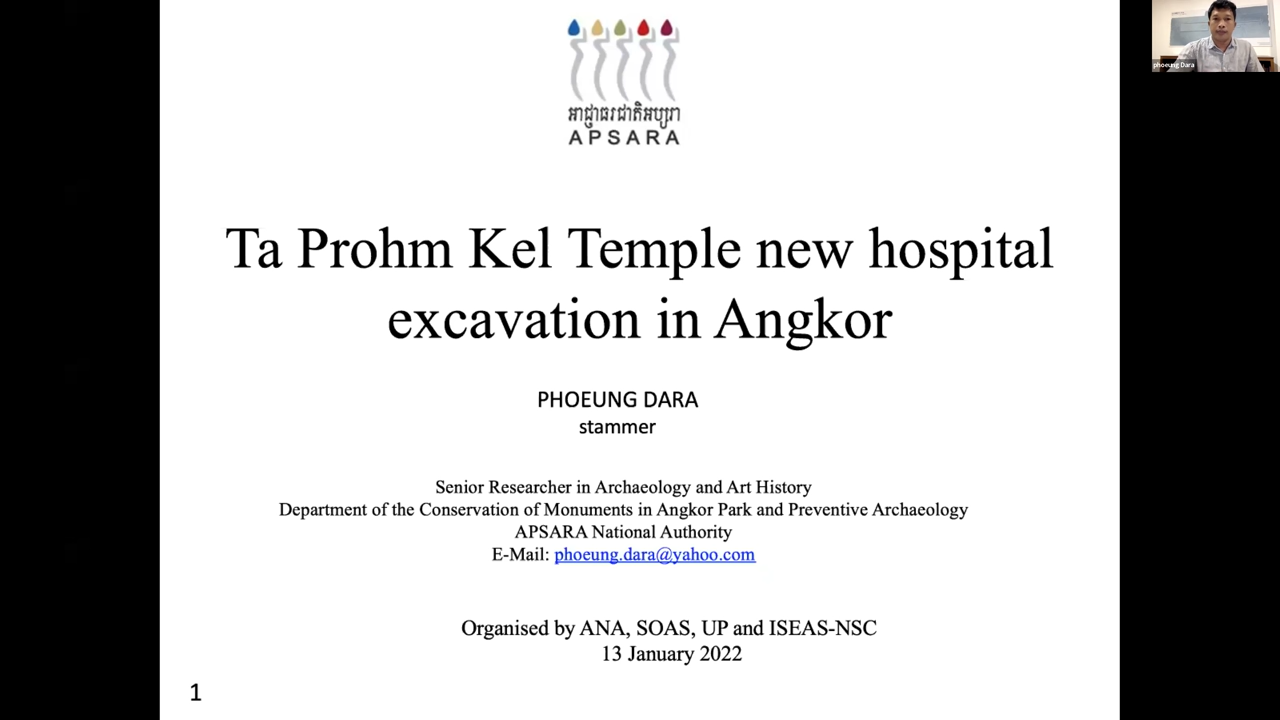 អាជ្ញាធរជាតិអប្សរា
APSARA
phoeung Dara
Ta Prohm Kel Temple new hospital
excavation in Angkor
PHOEUNG DARA
stammer
Senior Researcher in Archaeology and Art History
Department of the Conservation of Monuments in Angkor Park and Preventive Archaeology
APSARA National Authority
E-Mail: phoeung.dara@yahoo.com
Organised by ANA, SOAS, UP and ISEAS-NSC
13 January 2022
1